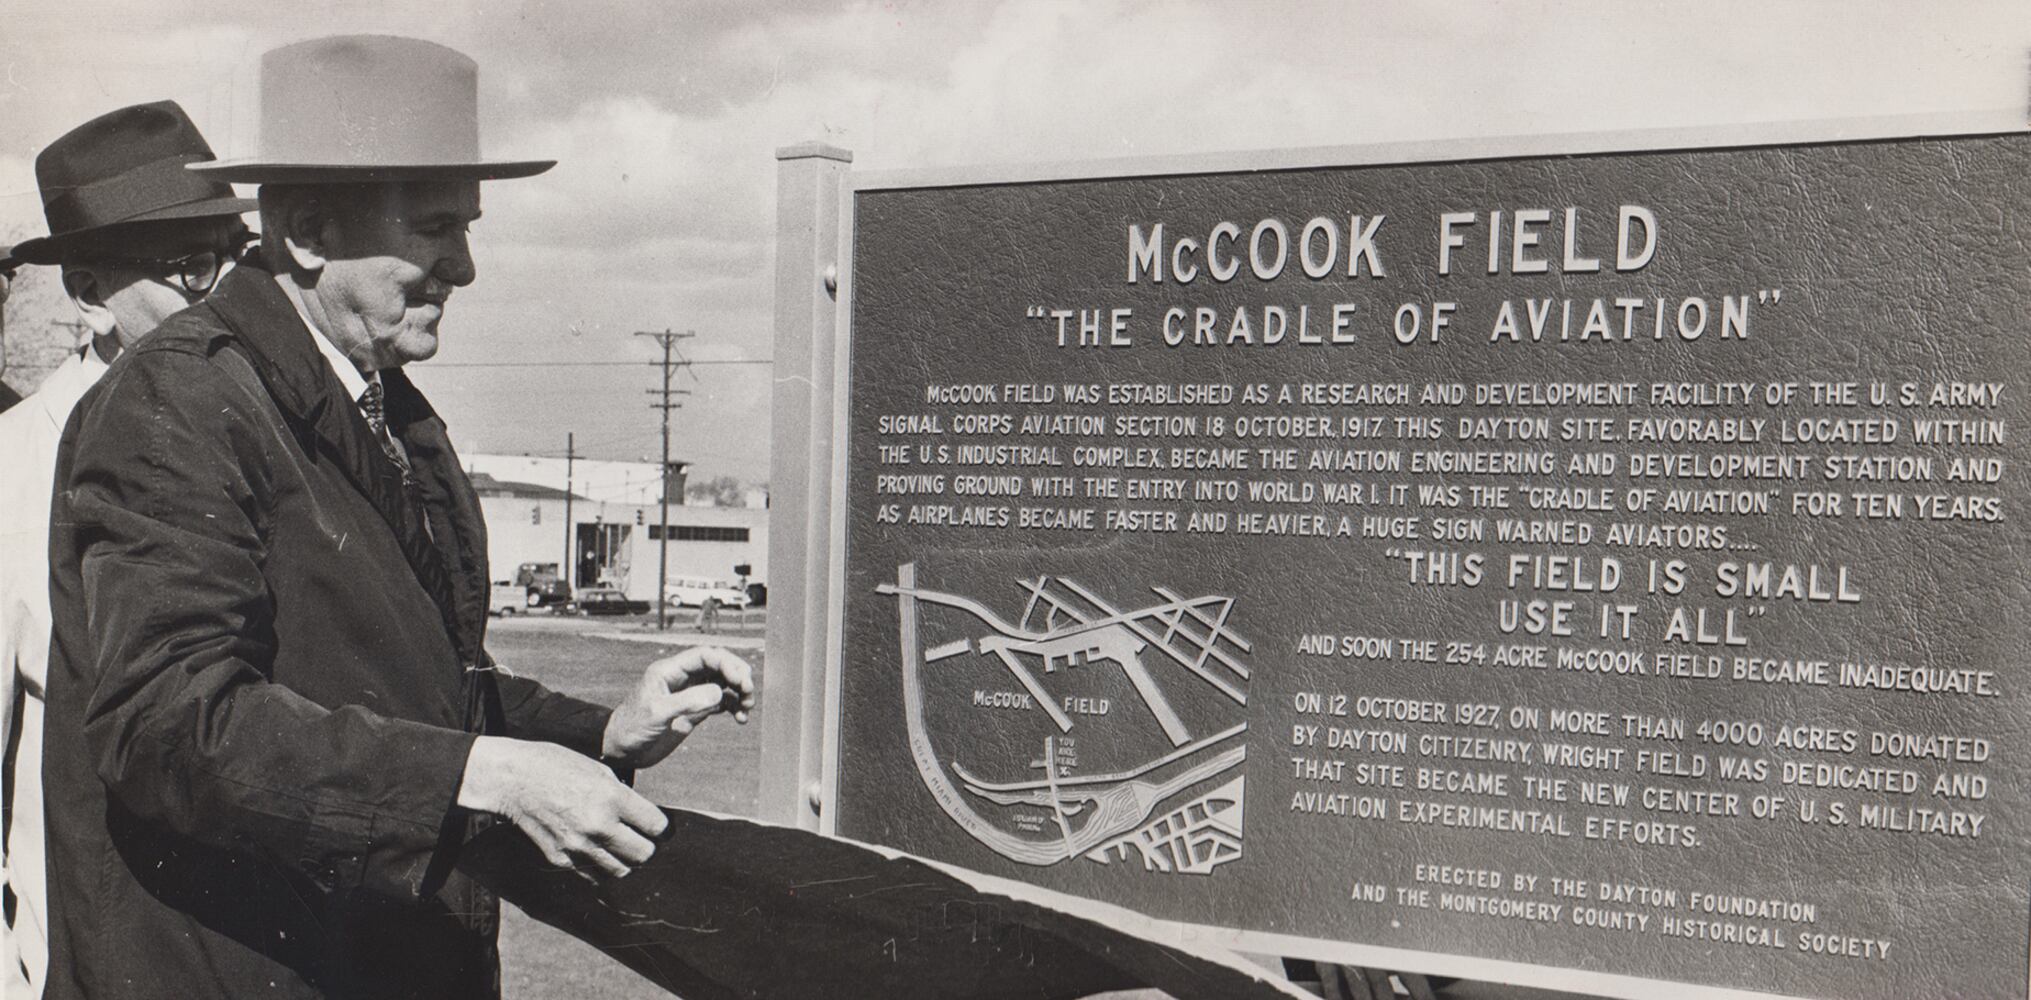 McCOOK FIELD
"THE CRADLE OF AVIATION"
McCOOK FIELD WAS ESTABLISHED AS A RESEARCH AND DEVELOPMENT FACILITY OF THE U. S. ARMY
SIGNAL CORPS AVIATION SECTION 18 OCTOBER, 1917. THIS DAYTON SITE, FAVORABLY LOCATED WITHIN
THE U.S. INDUSTRIAL COMPLEX, BECAME THE AVIATION ENGINEERING AND DEVELOPMENT STATION AND
PROVING GROUND WITH THE ENTRY INTO WORLD WAR I. IT WAS THE "CRADLE OF AVIATION" FOR TEN YEARS.
AS AIRPLANES BECAME FASTER AND HEAVIER, A HUGE SIGN WARNED AVIATORS....
"THIS FIELD IS SMALL
USE IT ALL"
AND SOON THE 254 ACRE McCOOK FIELD BECAME INADEQUATE.
ON 12 OCTOBER 1927, ON MORE THAN 4000 ACRES DONATED
BY DAYTON CITIZENRY, WRIGHT FIELD WAS DEDICATED AND
THAT SITE BECAME THE NEW CENTER OF U. S. MILITARY
AVIATION EXPERIMENTAL EFFORTS.
ERECTED BY THE DAYTON FOUNDATION
AND THE MONTGOMERY COUNTY HISTORICAL SOCIETY
McCOOK FIELD
YOU
ARE
HERE
X
GREAT MIAMI RIVER
ISLAND
PARK